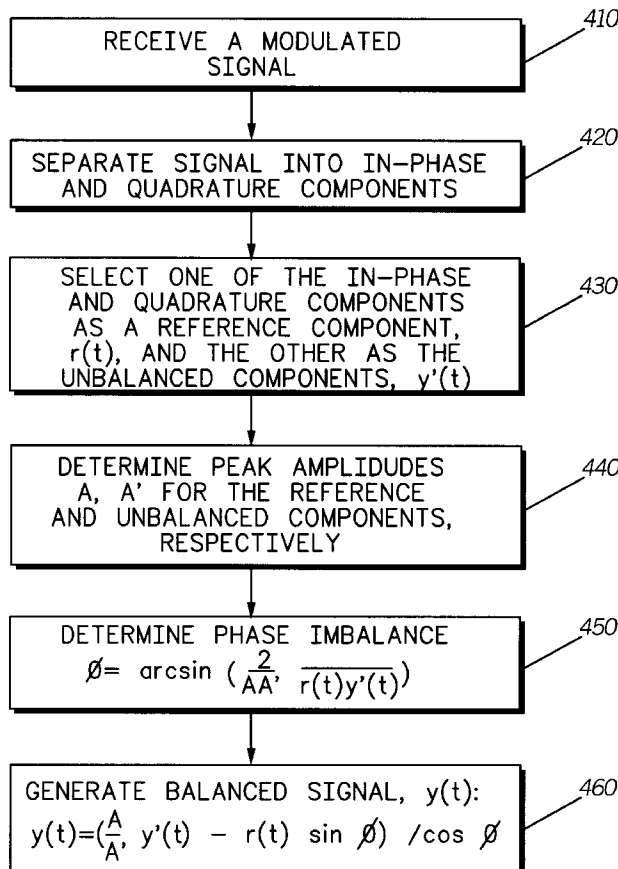 410
RECEIVE A MODULATED
SIGNAL
420
SEPARATE SIGNAL INTO IN-PHASE
AND QUADRATURE COMPONENTS
430
SELECT ONE OF THE IN-PHASE
AND QUADRATURE COMPONENTS
AS A REFERENCE COMPONENT,
r(t), AND THE OTHER AS THE
UNBALANCED COMPONENTS, y'(t)
440
DETERMINE PEAK AMPLIDUDES
A, A' FOR THE REFERENCE
AND UNBALANCED COMPONENTS,
RESPECTIVELY
450
DETERMINE PHASE IMBALANCE
Ø= arcsin ( 2/AA' r(t)y'(t) )
460
GENERATE BALANCED SIGNAL, y(t):
y(t)=(A/A' y'(t) - r(t) sin Ø) /cos Ø